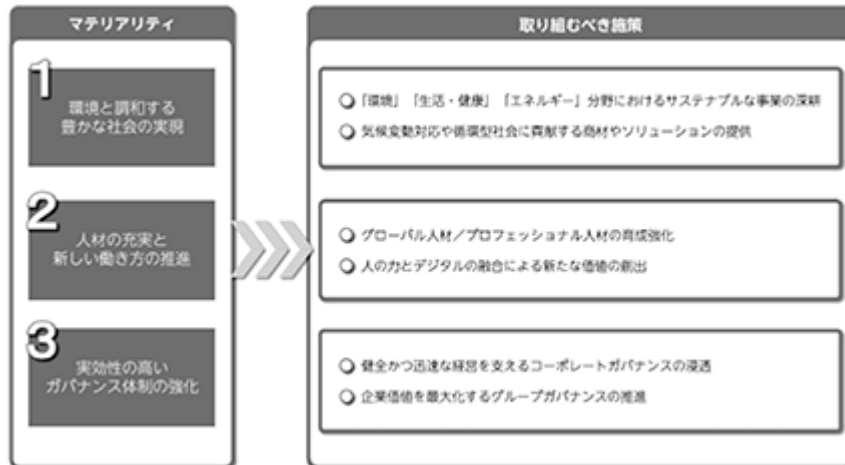 マテリアリティ
取り組むべき施策
1
環境と調和する
豊かな社会の実現
○「環境」「生活・健康」「エネルギー」分野におけるサステナブルな事業の深耕
○ 気候変動対応や循環型社会に貢献する商材やソリューションの提供
2
人材の充実と
新しい働き方の推進
○ グローバル人材／プロフェッショナル人材の育成強化
○ 人の力とデジタルの融合による新たな価値の創出
3
実効性の高い
ガバナンス体制の強化
○ 健全かつ迅速な経営を支えるコーポレートガバナンスの浸透
○ 企業価値を最大化するグループガバナンスの推進